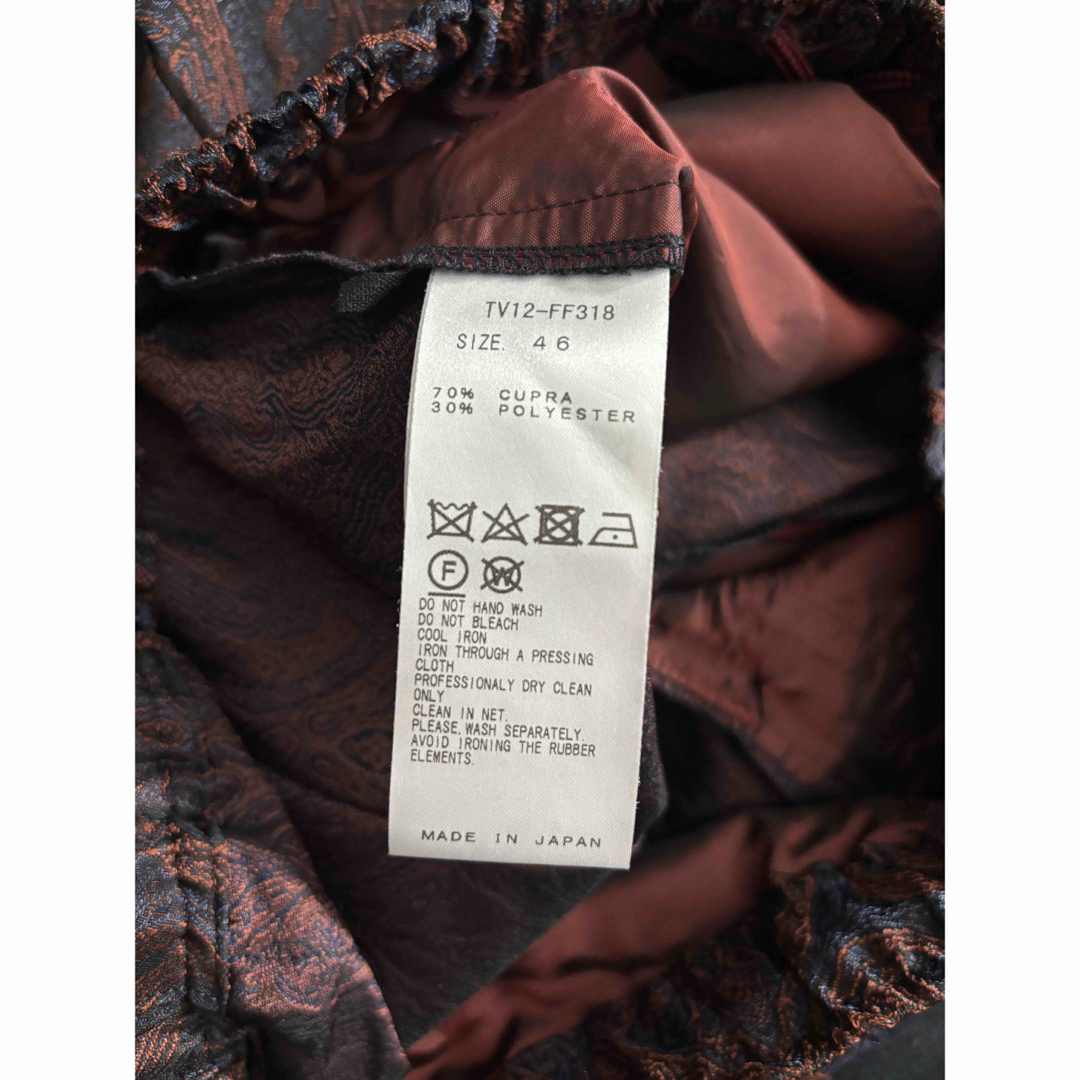 TV12-FF318
SIZE. 46
70% CUPRA
30% POLYESTER
F W
DO NOT HAND WASH
DO NOT BLEACH
COOL IRON
IRON THROUGH A PRESSING
CLOTH
PROFESSIONALY DRY CLEAN
ONLY
CLEAN IN NET.
PLEASE,WASH SEPARATELY.
AVOID IRONING THE RUBBER
ELEMENTS.
MADE IN JAPAN